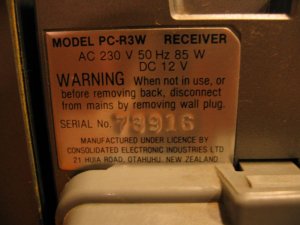 MODEL PC-R3W RECEIVER
AC 230 V 50 Hz 85 W
DC 12 V
WARNING When not in use, or
before removing back, disconnect
from mains by removing wall plug.
SERIAL No. 78916
MANUFACTURED UNDER LICENCE BY
CONSOLIDATED ELECTRONIC INDUSTRIES LTD
21 HUIA ROAD, OTAHUHU, NEW ZEALAND